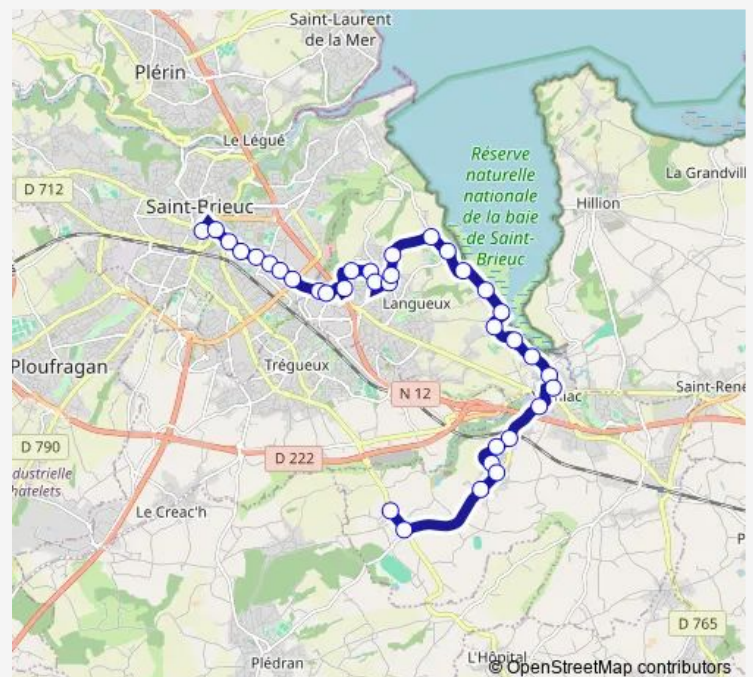 Saint-Laurent
de la Mer
Plérin
Le Légué
D 712
Saint-Brieuc
Réserve
naturelle
nationale
de la baie
de Saint-
Brieuc
La Grandvill
Hillion
Langueux
Ploufragan
Trégueux
N 12
Saint-Rene
D 790
D 222
Le Creac'h
Plédran
L'Hôpital
D 765
© OpenStreetMap contributors